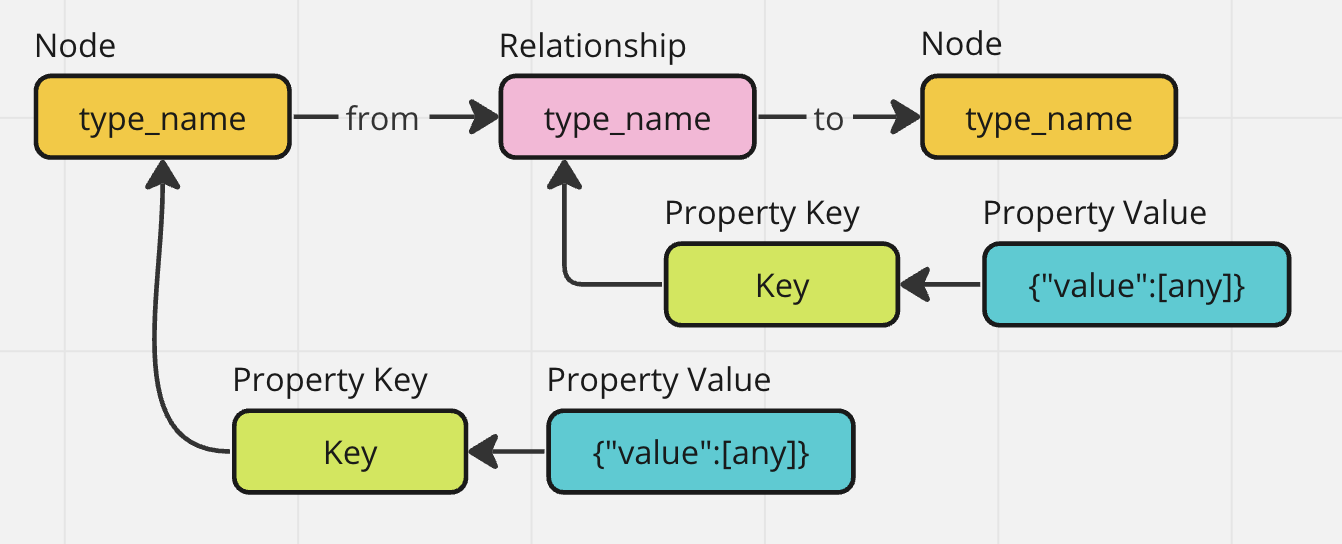 Node
Relationship
Node
type_name
from
type_name
to
type_name
Property Key
Property Value
Key
{"value":[any]}
Property Key
Property Value
Key
{"value":[any]}